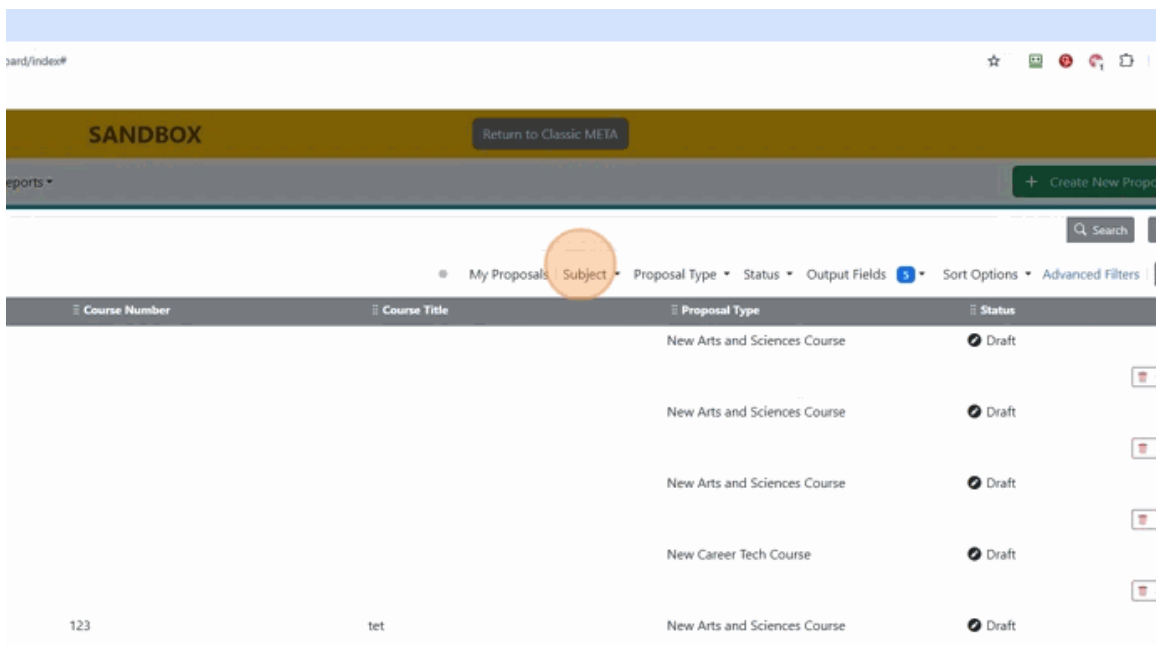 board/index#
SANDBOX Return to Classic META
eports + Create New Propo
Search
My Proposals Subject Proposal Type Status Output Fields 5 Sort Options Advanced Filters
Course Number Course Title Proposal Type Status
New Arts and Sciences Course Draft
New Arts and Sciences Course Draft
New Arts and Sciences Course Draft
New Career Tech Course Draft
123 tet New Arts and Sciences Course Draft